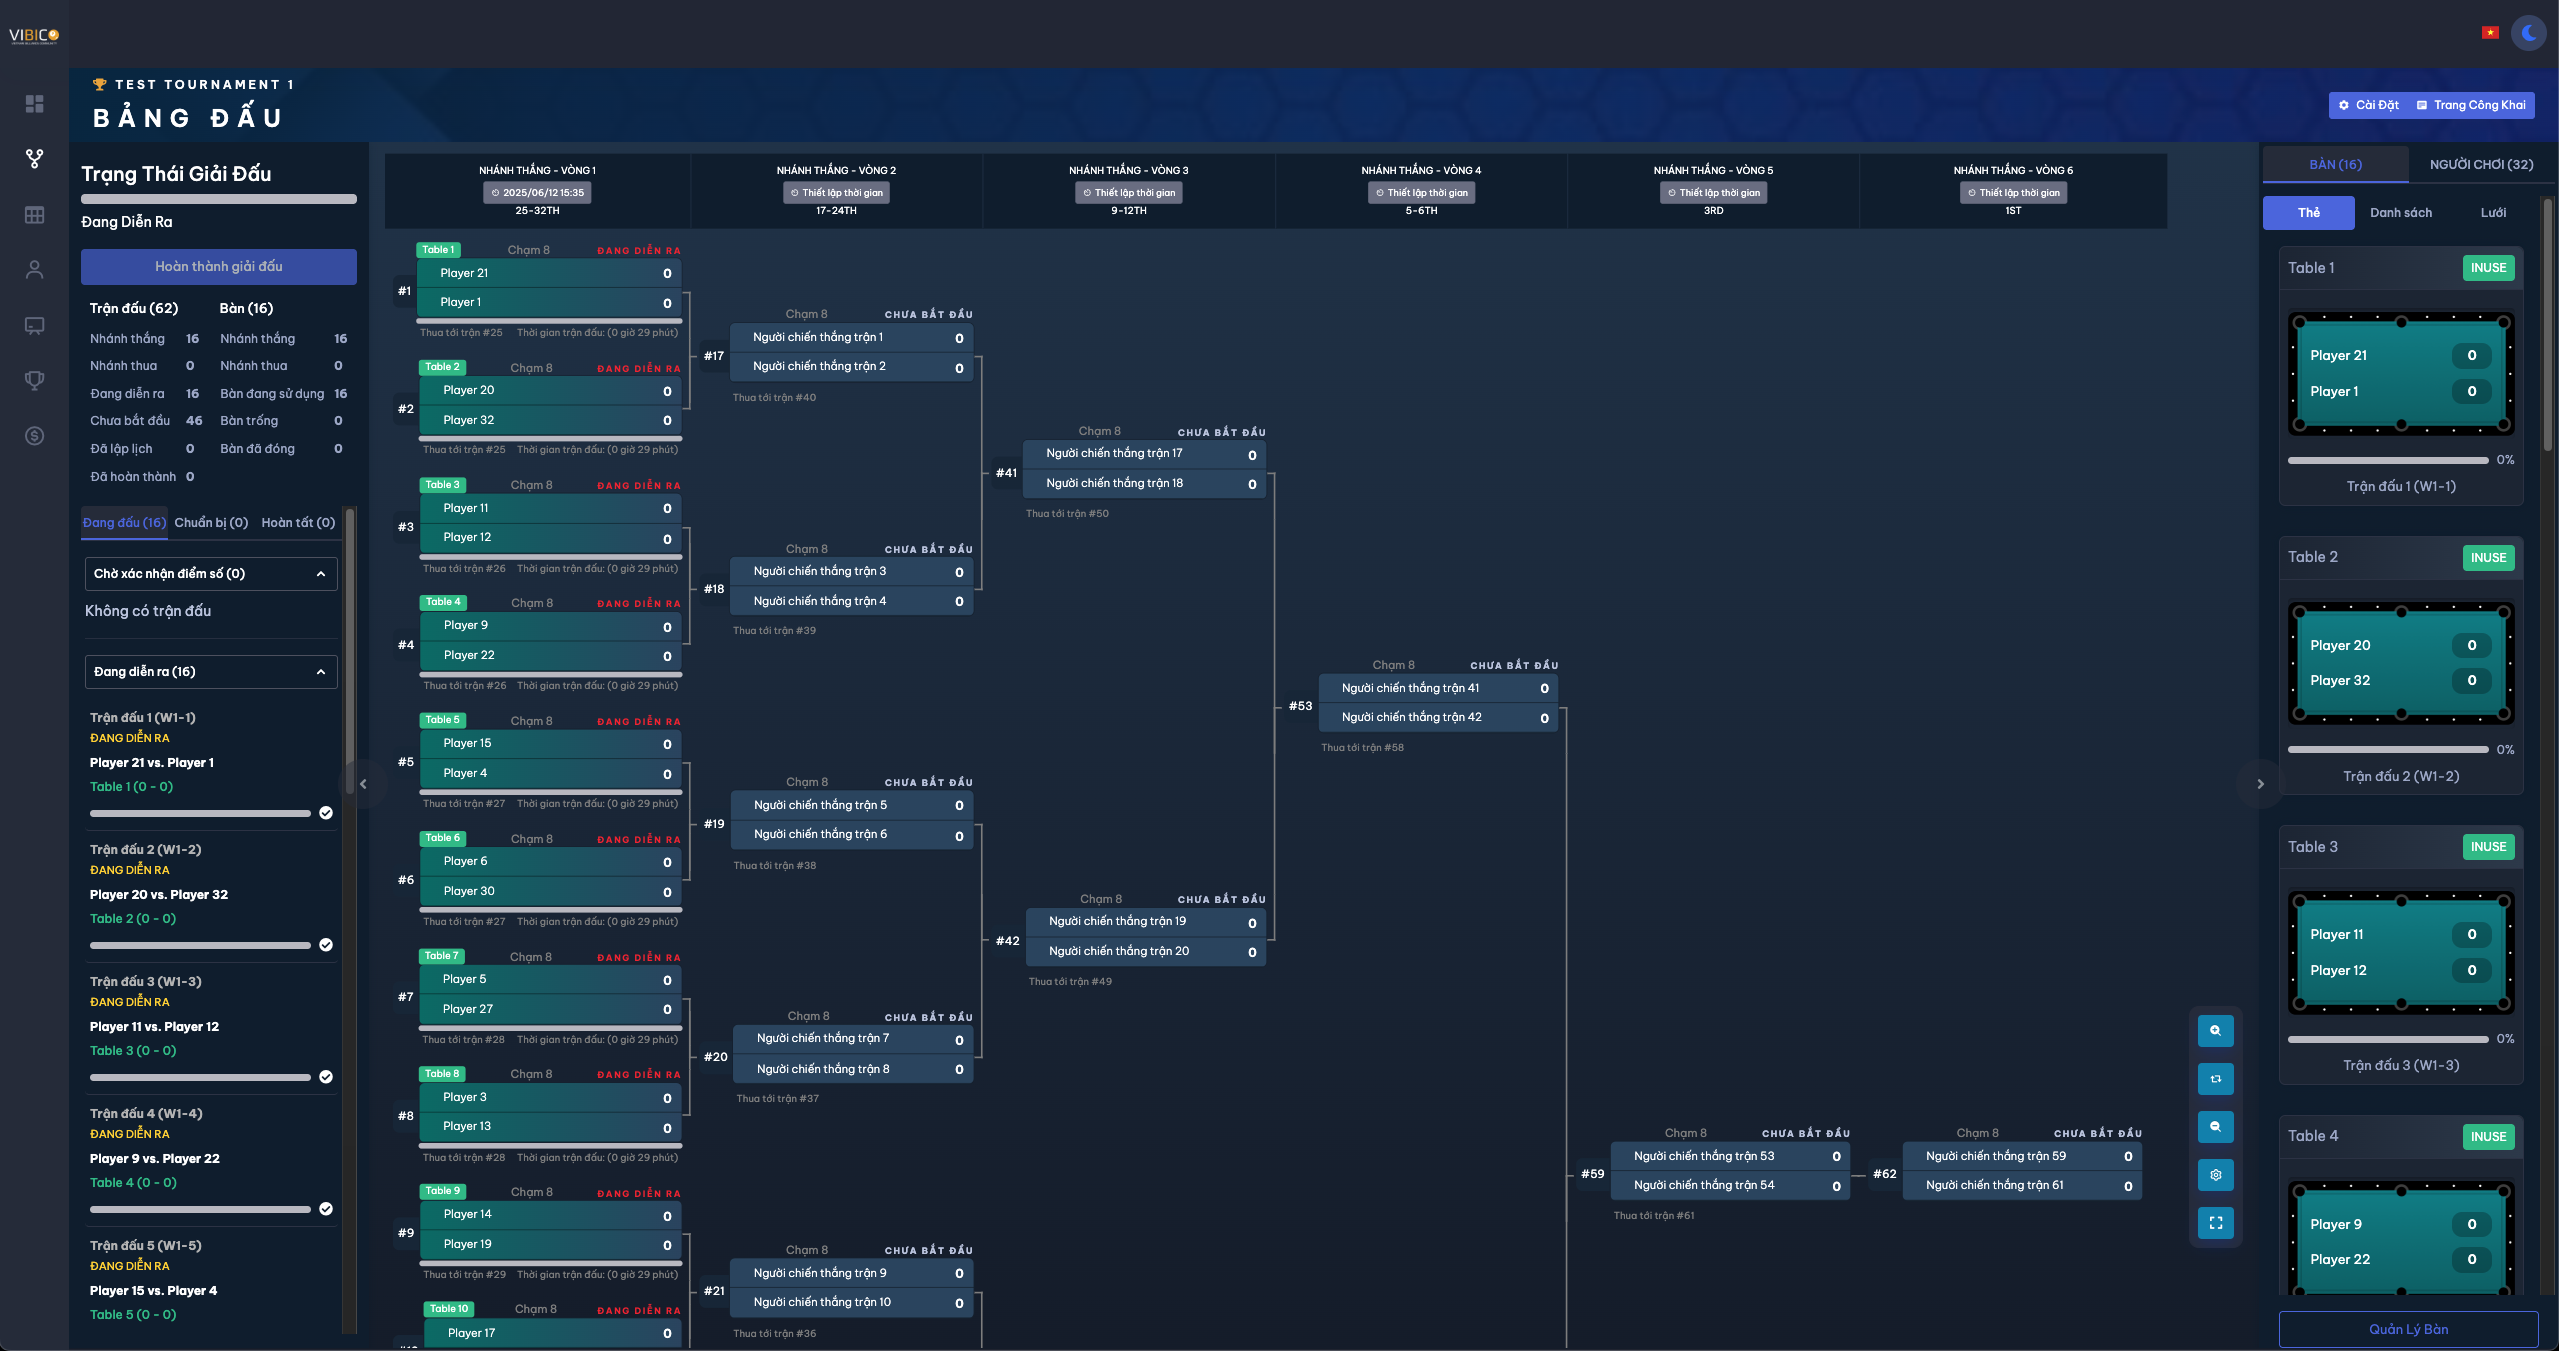 VIBICO
TEST TOURNAMENT 1
BẢNG ĐẤU
Cài Đặt
Trang Công Khai
Trạng Thái Giải Đấu
Đang Diễn Ra
Hoàn thành giải đấu
Trận đấu (62) Bàn (16)
Nhánh thắng 16 Nhánh thắng 16
Nhánh thua 0 Nhánh thua 0
Đang diễn ra 16 Bàn đang sử dụng 16
Chưa bắt đầu 46 Bàn trống 0
Đã lập lịch 0 Bàn đã đóng 0
Đã hoàn thành 0
Đang đấu (16) Chuẩn bị (0) Hoàn tất (0)
Chờ xác nhận điểm số (0)
Không có trận đấu
Đang diễn ra (16)
Trận đấu 1 (W1-1)
ĐANG DIỄN RA
Player 21 vs. Player 1
Table 1 (0 - 0)
Trận đấu 2 (W1-2)
ĐANG DIỄN RA
Player 20 vs. Player 32
Table 2 (0 - 0)
Trận đấu 3 (W1-3)
ĐANG DIỄN RA
Player 11 vs. Player 12
Table 3 (0 - 0)
Trận đấu 4 (W1-4)
ĐANG DIỄN RA
Player 9 vs. Player 22
Table 4 (0 - 0)
Trận đấu 5 (W1-5)
ĐANG DIỄN RA
Player 15 vs. Player 4
Table 5 (0 - 0)
NHÁNH THẮNG - VÒNG 1
2025/06/12 15:35
25-32TH
NHÁNH THẮNG - VÒNG 2
Thiết lập thời gian
17-24TH
NHÁNH THẮNG - VÒNG 3
Thiết lập thời gian
9-12TH
NHÁNH THẮNG - VÒNG 4
Thiết lập thời gian
5-6TH
NHÁNH THẮNG - VÒNG 5
Thiết lập thời gian
3RD
NHÁNH THẮNG - VÒNG 6
Thiết lập thời gian
1ST
Table 1 Chạm 8 ĐANG DIỄN RA
#1
Player 21 0
Player 1 0
Thua tới trận #25 Thời gian trận đấu: (0 giờ 29 phút)
Table 2 Chạm 8 ĐANG DIỄN RA
#2
Player 20 0
Player 32 0
Thua tới trận #25 Thời gian trận đấu: (0 giờ 29 phút)
Table 3 Chạm 8 ĐANG DIỄN RA
#3
Player 11 0
Player 12 0
Thua tới trận #26 Thời gian trận đấu: (0 giờ 29 phút)
Table 4 Chạm 8 ĐANG DIỄN RA
#4
Player 9 0
Player 22 0
Thua tới trận #26 Thời gian trận đấu: (0 giờ 29 phút)
Table 5 Chạm 8 ĐANG DIỄN RA
#5
Player 15 0
Player 4 0
Thua tới trận #27 Thời gian trận đấu: (0 giờ 29 phút)
Table 6 Chạm 8 ĐANG DIỄN RA
#6
Player 6 0
Player 30 0
Thua tới trận #27 Thời gian trận đấu: (0 giờ 29 phút)
Table 7 Chạm 8 ĐANG DIỄN RA
#7
Player 5 0
Player 27 0
Thua tới trận #28 Thời gian trận đấu: (0 giờ 29 phút)
Table 8 Chạm 8 ĐANG DIỄN RA
#8
Player 3 0
Player 13 0
Thua tới trận #28 Thời gian trận đấu: (0 giờ 29 phút)
Table 9 Chạm 8 ĐANG DIỄN RA
#9
Player 14 0
Player 19 0
Thua tới trận #29 Thời gian trận đấu: (0 giờ 29 phút)
Table 10 Chạm 8 ĐANG DIỄN RA
Player 17 0
Chạm 8 CHƯA BẮT ĐẦU
#17
Người chiến thắng trận 1 0
Người chiến thắng trận 2 0
Thua tới trận #40
Chạm 8 CHƯA BẮT ĐẦU
#18
Người chiến thắng trận 3 0
Người chiến thắng trận 4 0
Thua tới trận #39
Chạm 8 CHƯA BẮT ĐẦU
#19
Người chiến thắng trận 5 0
Người chiến thắng trận 6 0
Thua tới trận #38
Chạm 8 CHƯA BẮT ĐẦU
#20
Người chiến thắng trận 7 0
Người chiến thắng trận 8 0
Thua tới trận #37
Chạm 8 CHƯA BẮT ĐẦU
#21
Người chiến thắng trận 9 0
Người chiến thắng trận 10 0
Thua tới trận #36
Chạm 8 CHƯA BẮT ĐẦU
#41
Người chiến thắng trận 17 0
Người chiến thắng trận 18 0
Thua tới trận #50
Chạm 8 CHƯA BẮT ĐẦU
#42
Người chiến thắng trận 19 0
Người chiến thắng trận 20 0
Thua tới trận #49
Chạm 8 CHƯA BẮT ĐẦU
#53
Người chiến thắng trận 41 0
Người chiến thắng trận 42 0
Thua tới trận #58
Chạm 8 CHƯA BẮT ĐẦU
#59
Người chiến thắng trận 53 0
Người chiến thắng trận 54 0
Thua tới trận #61
Chạm 8 CHƯA BẮT ĐẦU
#62
Người chiến thắng trận 59 0
Người chiến thắng trận 61 0
BÀN (16) NGƯỜI CHƠI (32)
Thẻ Danh sách Lưới
Table 1 INUSE
Player 21 0
Player 1 0
0%
Trận đấu 1 (W1-1)
Table 2 INUSE
Player 20 0
Player 32 0
0%
Trận đấu 2 (W1-2)
Table 3 INUSE
Player 11 0
Player 12 0
0%
Trận đấu 3 (W1-3)
Table 4 INUSE
Player 9 0
Player 22 0
Quản Lý Bàn